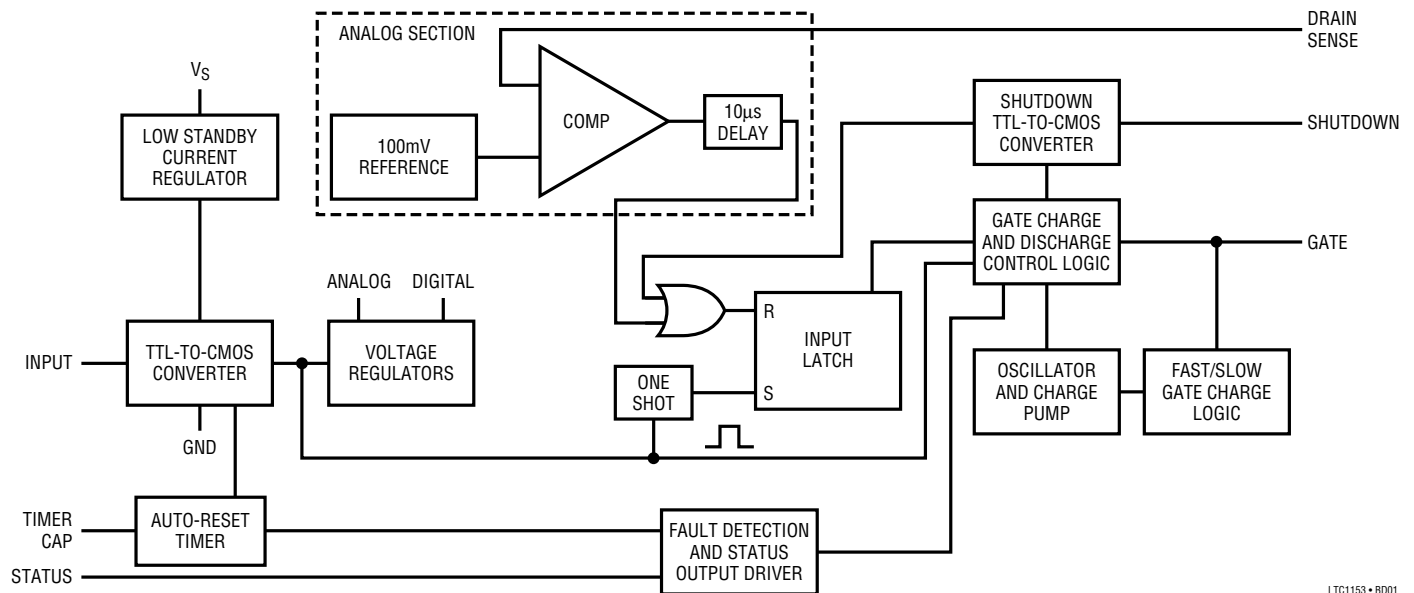 ANALOG SECTION
DRAIN
SENSE
VS
LOW STANDBY
CURRENT
REGULATOR
100mV
REFERENCE
COMP
10µs
DELAY
SHUTDOWN
TTL-TO-CMOS
CONVERTER
SHUTDOWN
GATE CHARGE
AND DISCHARGE
CONTROL LOGIC
GATE
ANALOG
DIGITAL
INPUT
TTL-TO-CMOS
CONVERTER
VOLTAGE
REGULATORS
GND
R
INPUT
LATCH
S
ONE
SHOT
OSCILLATOR
AND CHARGE
PUMP
FAST/SLOW
GATE CHARGE
LOGIC
TIMER
CAP
AUTO-RESET
TIMER
STATUS
FAULT DETECTION
AND STATUS
OUTPUT DRIVER
LTC1153 • BD01